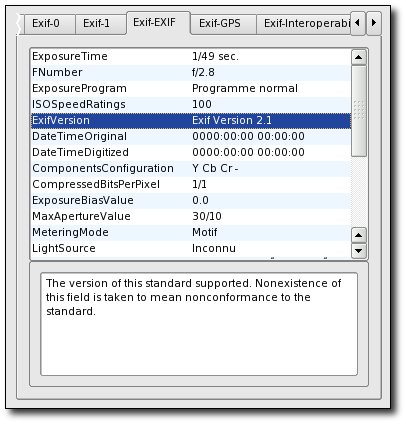 Exif-0 Exif-1 Exif-EXIF Exif-GPS Exif-Interoperabi
ExposureTime 1/49 sec.
FNumber f/2.8
ExposureProgram Programme normal
ISOSpeedRatings 100
ExifVersion Exif Version 2.1
DateTimeOriginal 0000:00:00 00:00:00
DateTimeDigitized 0000:00:00 00:00:00
ComponentsConfiguration Y Cb Cr -
CompressedBitsPerPixel 1/1
ExposureBiasValue 0.0
MaxApertureValue 30/10
MeteringMode Motif
LightSource Inconnu
The version of this standard supported. Nonexistence of
this field is taken to mean nonconformance to the
standard.